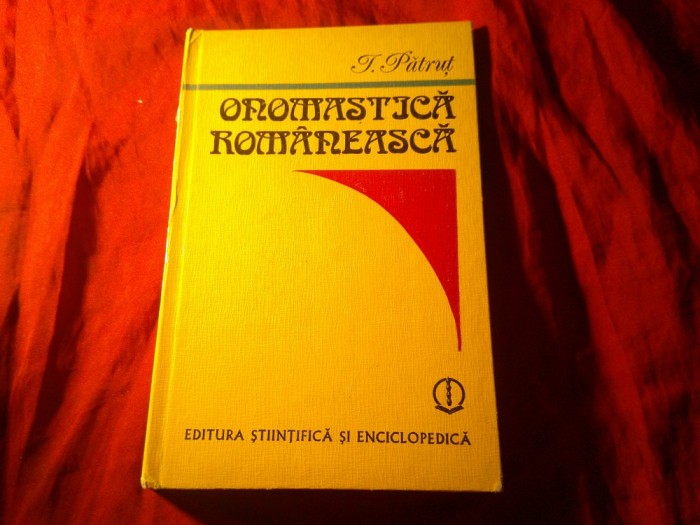 I. Pătruț
ONOMASTICĂ
ROMÂNEASCĂ
EDITURA ȘTIINȚIFICĂ ȘI ENCICLOPEDICĂ